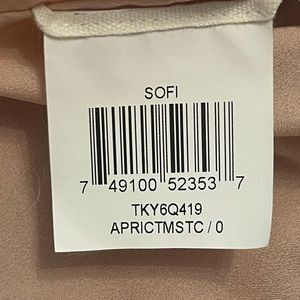 SOFI
7 49100 52353 7
TKY6Q419
APRICTMSTC / 0